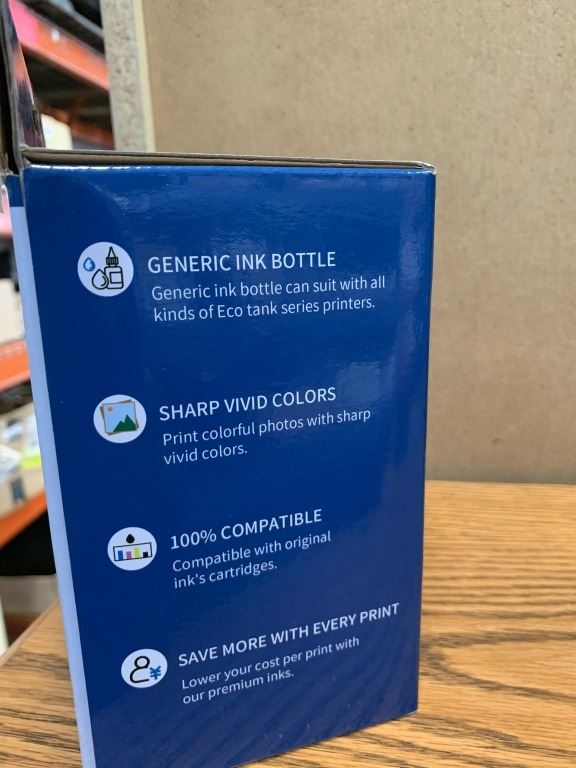 GENERIC INK BOTTLE
Generic ink bottle can suit with all
kinds of Eco tank series printers.
SHARP VIVID COLORS
Print colorful photos with sharp
vivid colors.
100% COMPATIBLE
Compatible with original
ink's cartridges.
¥
SAVE MORE WITH EVERY PRINT
Lower your cost per print with
our premium inks.